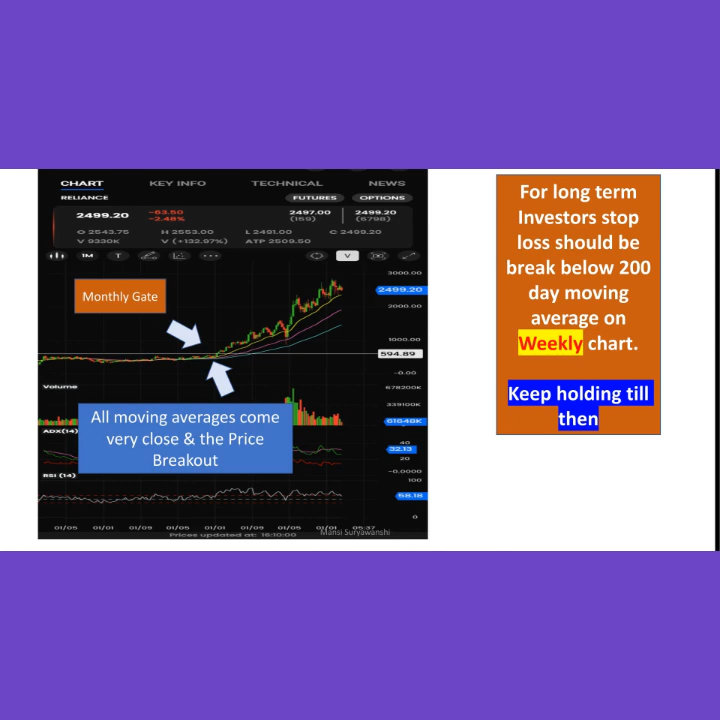 CHART KEY INFO TECHNICAL NEWS
RELIANCE FUTURES OPTIONS
2499.20 -63.50 2497.00 2499.20
-2.48% (159) (6798)
O 2543.75 H 2553.00 L 2491.00 C 2499.20
V 9330K V (+132.97%) ATP 2509.50
1M T V
3000.00
2499.20
2000.00
1000.00
594.89
-0.00
Monthly Gate
Volume
678200K
339100K
61648K
All moving averages come
very close & the Price
Breakout
ADX(14)
40
32.13
20
-0.0000
RSI (14)
100
58.18
0
01/05 01/01 01/09 01/05 01/01 01/09 01/05 01/01 05:37
Prices updated at: 16:10:00
Mansi Suryawanshi
For long term
Investors stop
loss should be
break below 200
day moving
average on
Weekly chart.
Keep holding till
then